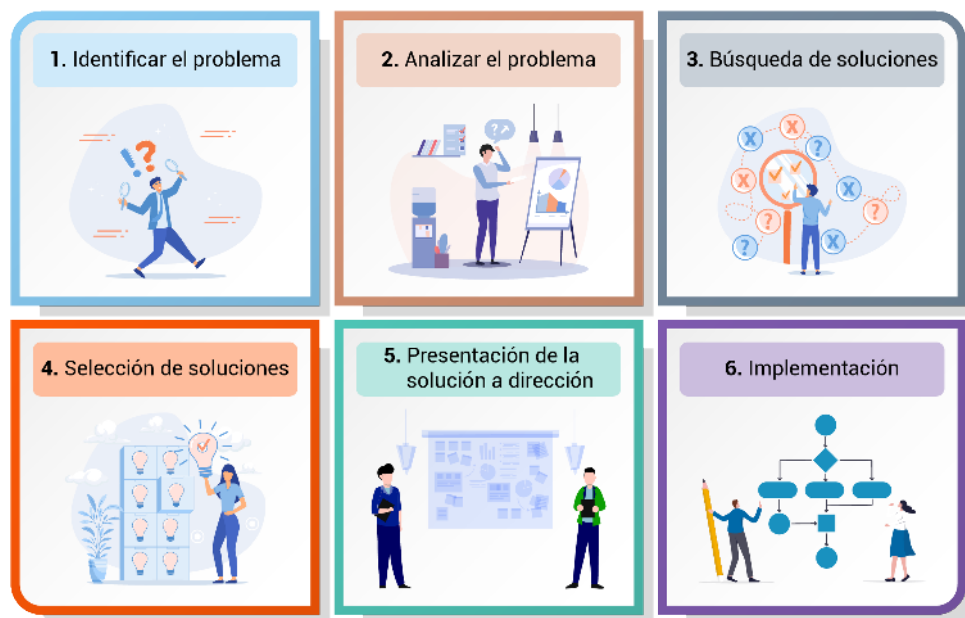 1. Identificar el problema
2. Analizar el problema
3. Búsqueda de soluciones
4. Selección de soluciones
5. Presentación de la
solución a dirección
6. Implementación